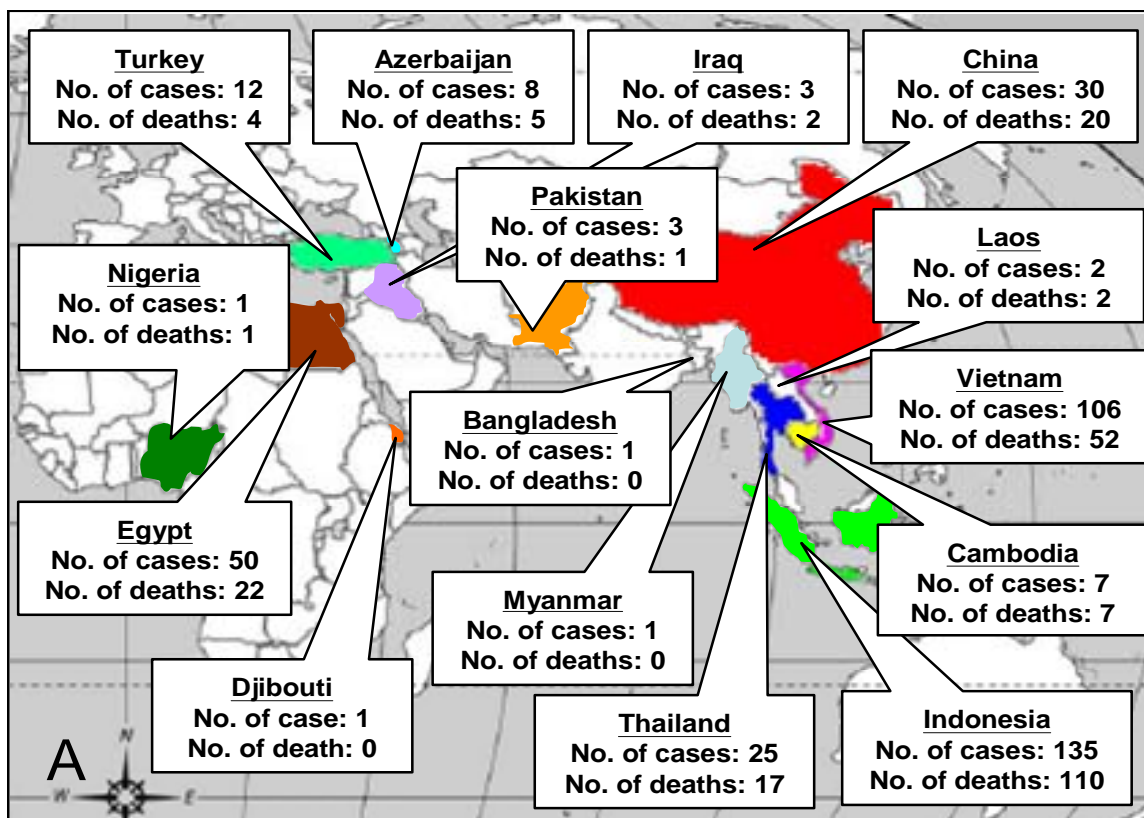 Turkey
No. of cases: 12
No. of deaths: 4
Azerbaijan
No. of cases: 8
No. of deaths: 5
Iraq
No. of cases: 3
No. of deaths: 2
China
No. of cases: 30
No. of deaths: 20
Pakistan
No. of cases: 3
No. of deaths: 1
Laos
No. of cases: 2
No. of deaths: 2
Nigeria
No. of cases: 1
No. of deaths: 1
Vietnam
No. of cases: 106
No. of deaths: 52
Bangladesh
No. of cases: 1
No. of deaths: 0
Egypt
No. of cases: 50
No. of deaths: 22
Cambodia
No. of cases: 7
No. of deaths: 7
Myanmar
No. of cases: 1
No. of deaths: 0
Djibouti
No. of case: 1
No. of death: 0
Thailand
No. of cases: 25
No. of deaths: 17
Indonesia
No. of cases: 135
No. of deaths: 110
A
N
W
E